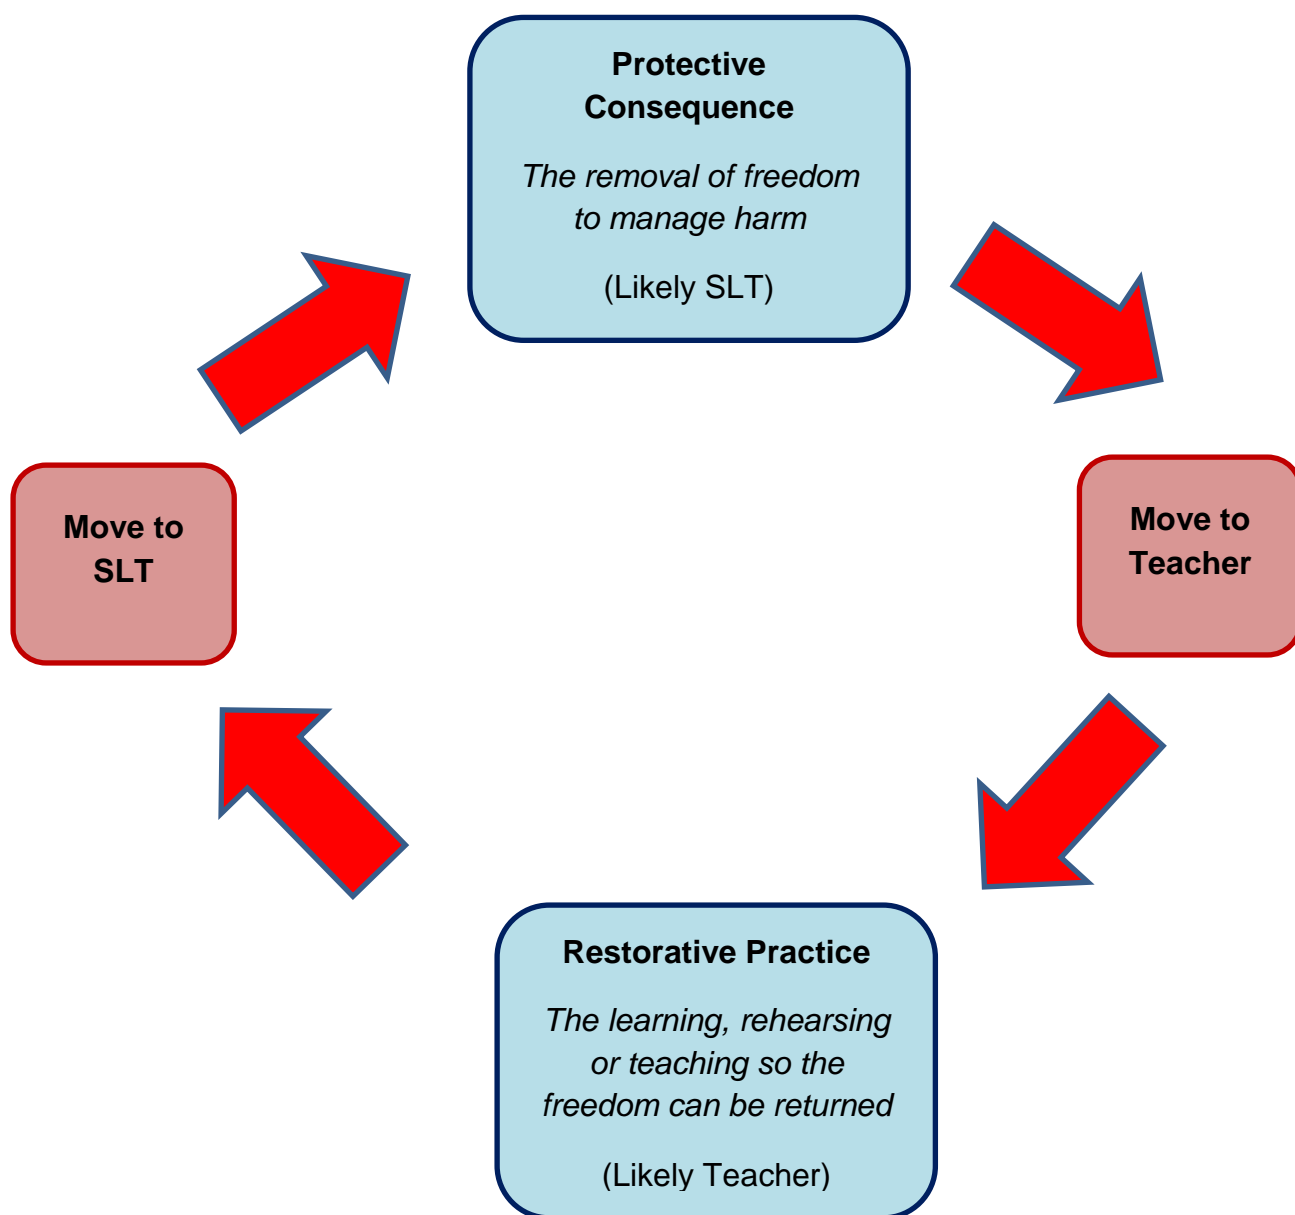 Protective
Consequence
The removal of freedom
to manage harm
(Likely SLT)
Move to
SLT
Move to
Teacher
Restorative Practice
The learning, rehearsing
or teaching so the
freedom can be returned
(Likely Teacher)